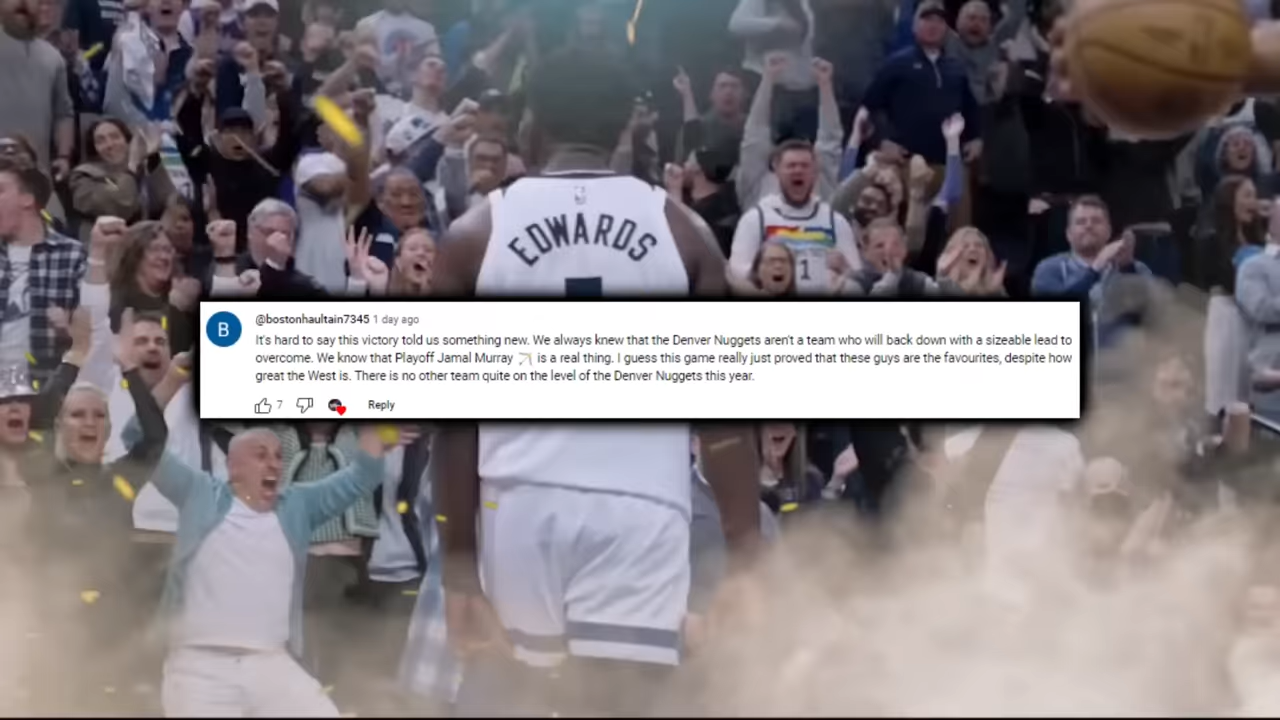 EDWARDS
1
B
@bostonhaultain7345 1 day ago
It's hard to say this victory told us something new. We always knew that the Denver Nuggets aren't a team who will back down with a sizeable lead to
overcome. We know that Playoff Jamal Murray 🏹 is a real thing. I guess this game really just proved that these guys are the favourites, despite how
great the West is. There is no other team quite on the level of the Denver Nuggets this year.
7 Reply